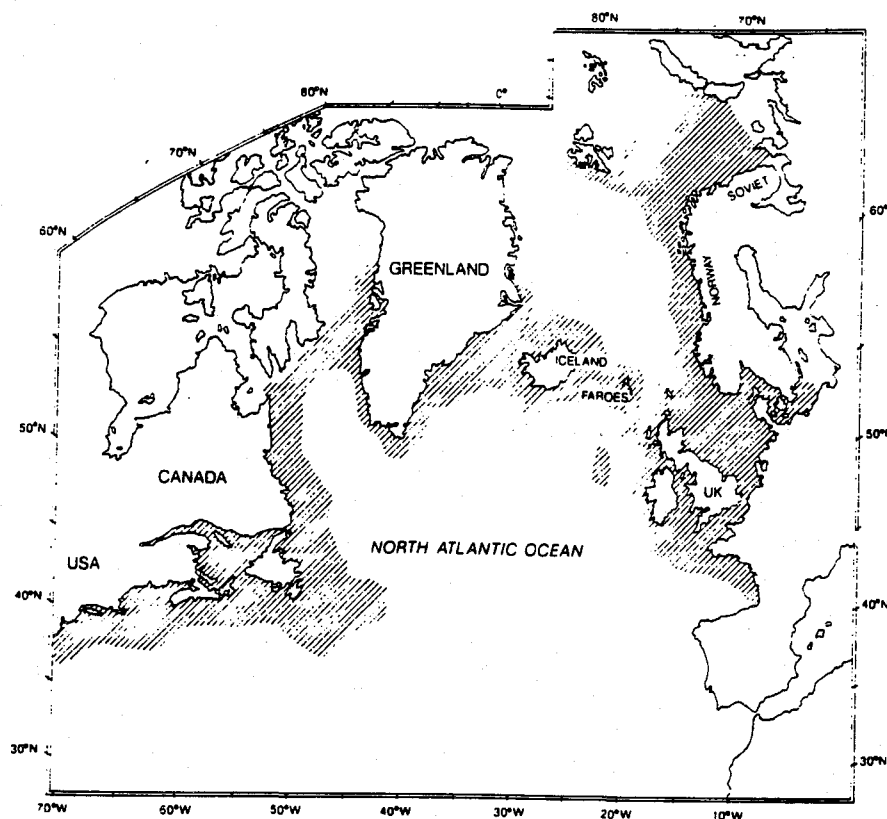 80°N
70°N
80°N
0°
70°N
60°N
60°N
SOVIET
GREENLAND
NORWAY
ICELAND
FAROES
50°N
50°N
CANADA
UK
USA
NORTH ATLANTIC OCEAN
40°N
40°N
30°N
30°N
70°W
60°W
50°W
40°W
30°W
20°W
10°W